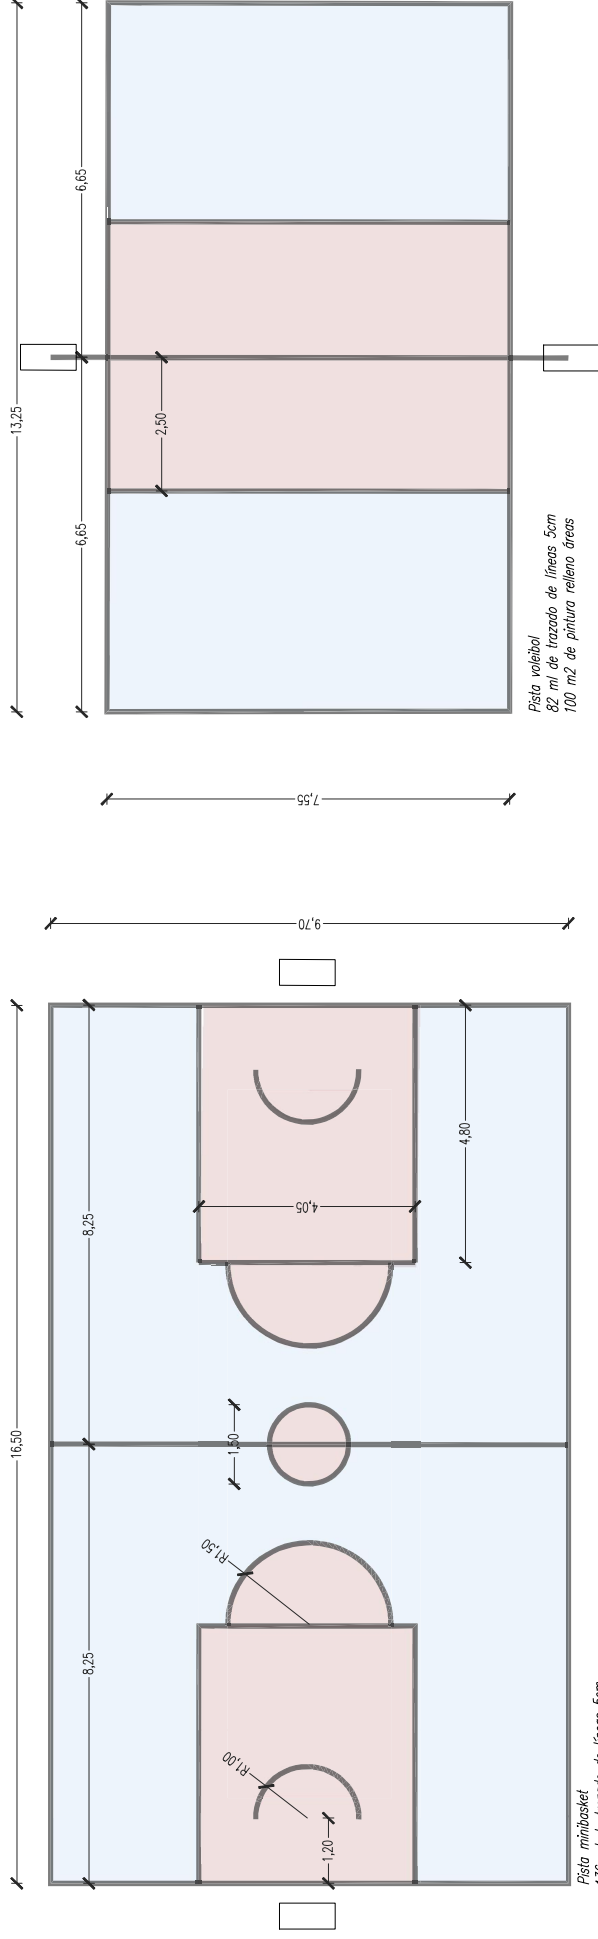 13,25
6,65
2,50
6,65
Pista voleibol
82 ml de trazado de líneas 5cm
100 m2 de pintura relleno áreas
7,55
9,70
16,50
8,25
4,80
4,05
1,50
R1,50
8,25
R1,00
1,20
Pista minibasket